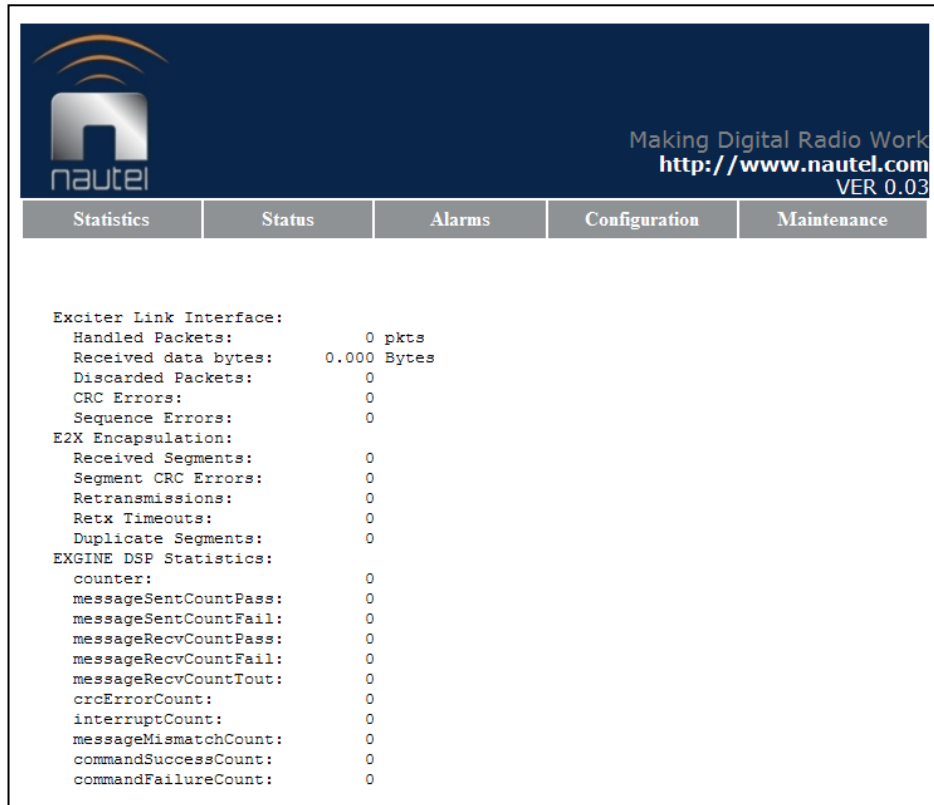 nautel
Making Digital Radio Work
http://www.nautel.com
VER 0.03
Statistics Status Alarms Configuration Maintenance
Exciter Link Interface:
Handled Packets: 0 pkts
Received data bytes: 0.000 Bytes
Discarded Packets: 0
CRC Errors: 0
Sequence Errors: 0
E2X Encapsulation:
Received Segments: 0
Segment CRC Errors: 0
Retransmissions: 0
Retx Timeouts: 0
Duplicate Segments: 0
EXGINE DSP Statistics:
counter: 0
messageSentCountPass: 0
messageSentCountFail: 0
messageRecvCountPass: 0
messageRecvCountFail: 0
messageRecvCountTout: 0
crcErrorCount: 0
interruptCount: 0
messageMismatchCount: 0
commandSuccessCount: 0
commandFailureCount: 0